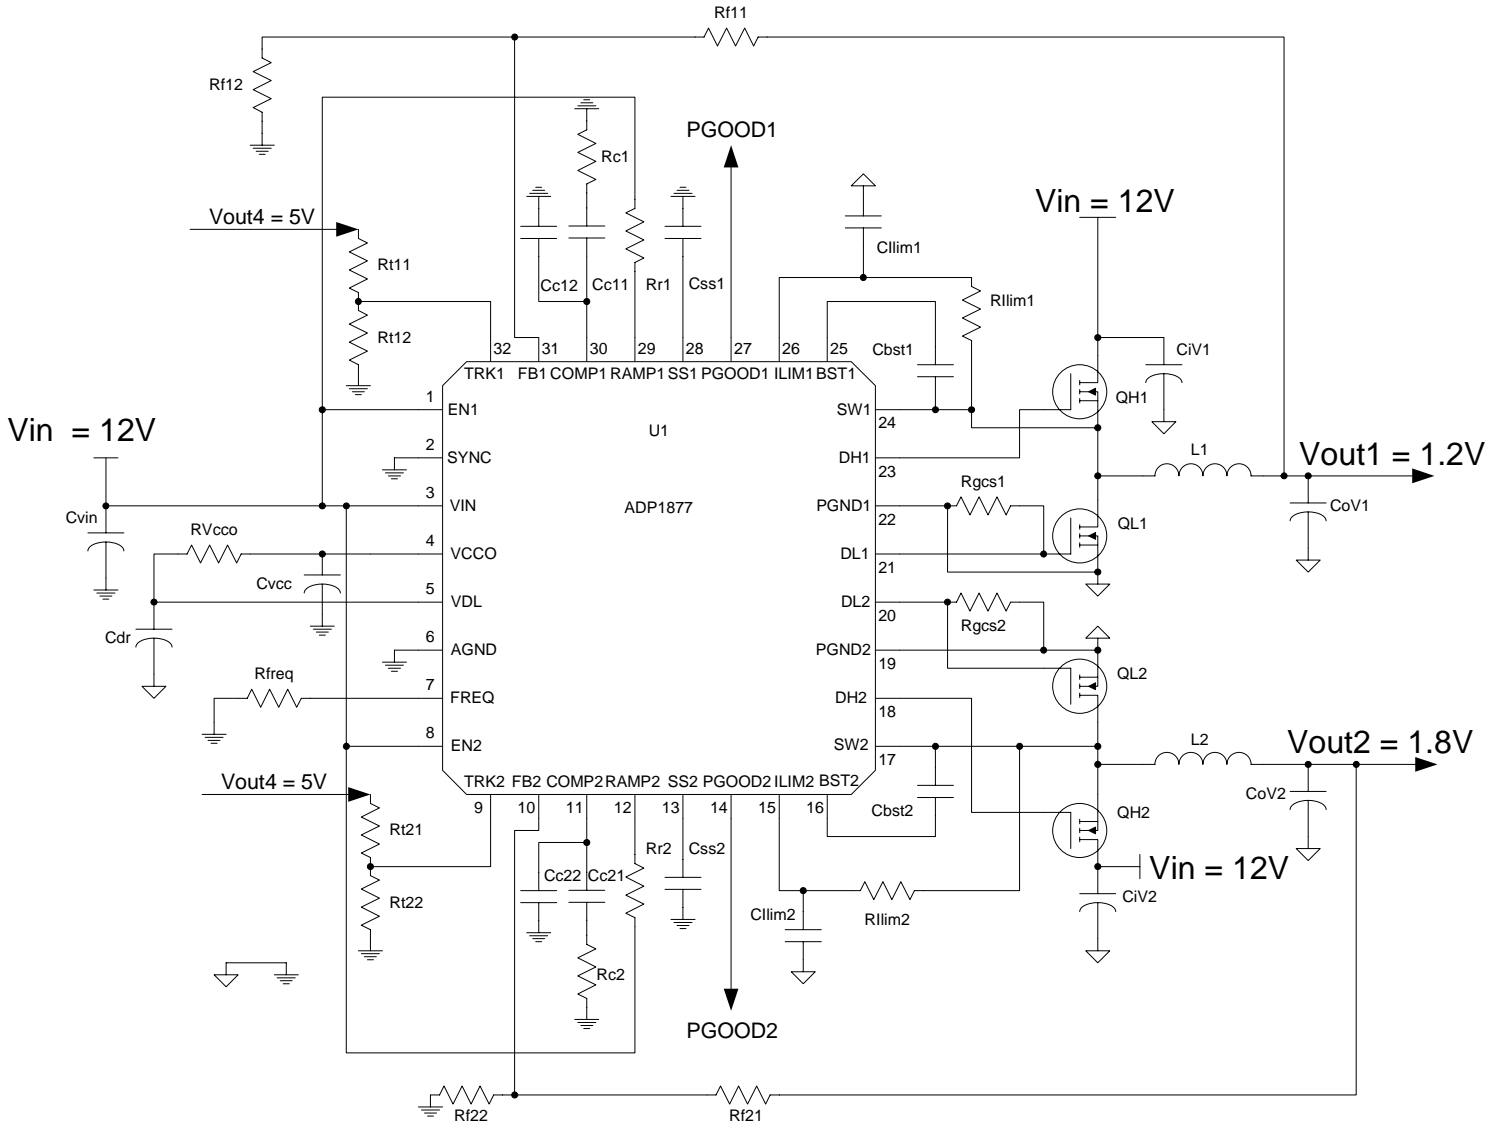 Rf11
Rf12
PGOOD1
Rc1
Vin = 12V
Vout4 = 5V
CIlim1
Rt11
Cc12
Cc11
Rr1
Css1
RIlim1
Rt12
32
31
30
29
28
27
26
25
Cbst1
CiV1
TRK1
FB1
COMP1
RAMP1
SS1
PGOOD1
ILIM1
BST1
QH1
1
EN1
SW1
24
U1
Vin = 12V
2
SYNC
DH1
23
L1
Vout1 = 1.2V
Rgcs1
3
VIN
ADP1877
PGND1
22
CoV1
Cvin
QL1
RVcco
4
VCCO
DL1
21
Cvcc
5
VDL
DL2
20
Rgcs2
Cdr
6
AGND
PGND2
19
Rfreq
QL2
7
FREQ
DH2
18
8
EN2
SW2
17
L2
Vout2 = 1.8V
Vout4 = 5V
TRK2
FB2
COMP2
RAMP2
SS2
PGOOD2
ILIM2
BST2
9
10
11
12
13
14
15
16
Cbst2
CoV2
QH2
Rt21
Rr2
Css2
Cc22
Cc21
Vin = 12V
Rt22
CIlim2
RIlim2
CiV2
Rc2
PGOOD2
Rf22
Rf21